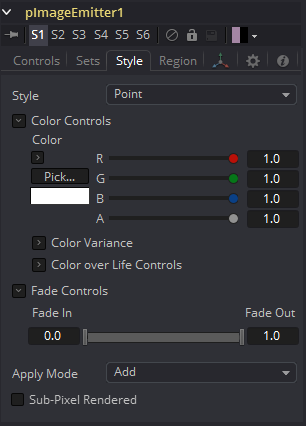 pImageEmitter1
S1 S2 S3 S4 S5 S6
Controls Sets Style Region
Style Point
Color Controls
Color
R 1.0
Pick... G 1.0
B 1.0
A 1.0
Color Variance
Color over Life Controls
Fade Controls
Fade In Fade Out
0.0 1.0
Apply Mode Add
Sub-Pixel Rendered